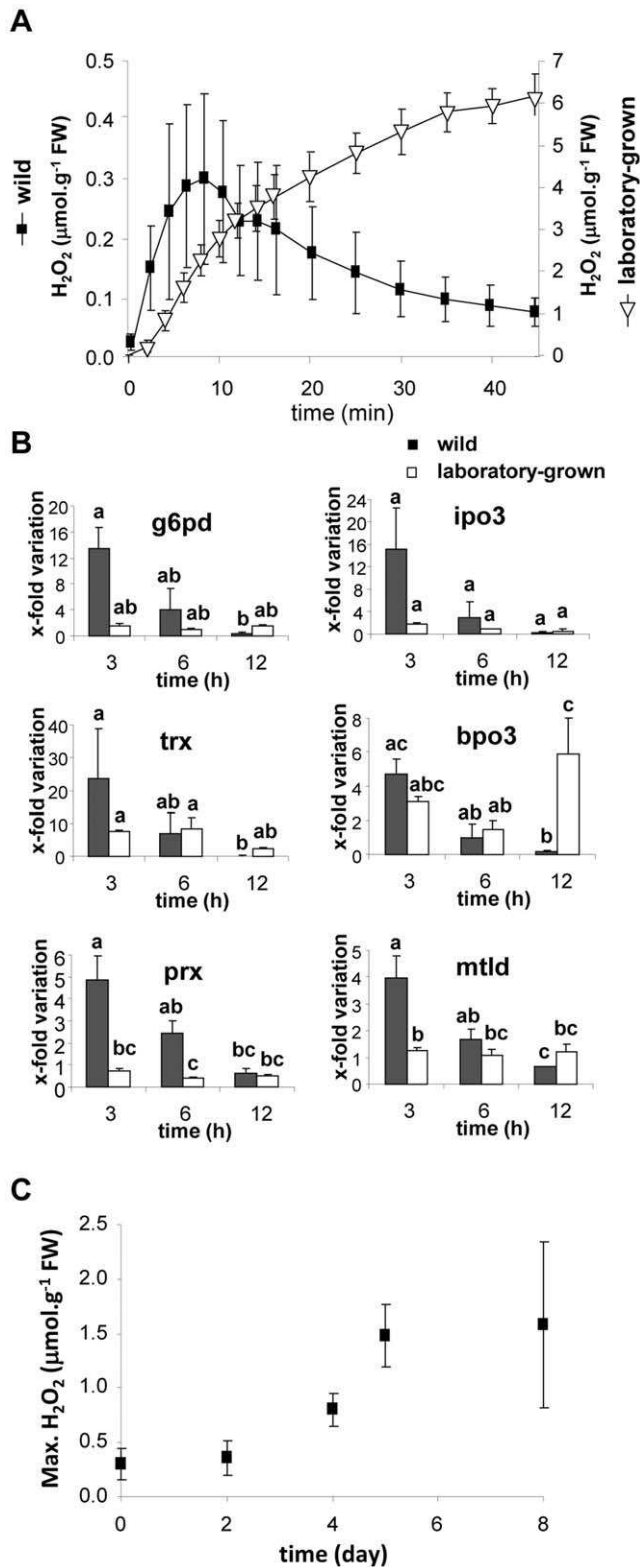 A
0.5
0.4
0.3
0.2
0.1
0.0
wild
H₂O₂ (μmol.g⁻¹ FW)
7
6
5
4
3
2
1
0
H₂O₂ (μmol.g⁻¹ FW)
laboratory-grown
0 10 20 30 40
time (min)
B
wild
laboratory-grown
g6pd
x-fold variation
20
16
12
8
4
0
a ab ab ab b ab
3 6 12
time (h)
ipo3
24
20
16
12
8
4
0
a a a a a a
3 6 12
time (h)
trx
x-fold variation
40
30
20
10
0
a a ab a b ab
3 6 12
time (h)
bpo3
x-fold variation
8
6
4
2
0
ac abc ab ab b c
3 6 12
time (h)
prx
x-fold variation
6
5
4
3
2
1
0
a bc ab c bc bc
3 6 12
time (h)
mtld
x-fold variation
5
4
3
2
1
0
a b ab bc c bc
3 6 12
time (h)
C
Max. H₂O₂ (μmol.g⁻¹ FW)
2.5
2.0
1.5
1.0
0.5
0.0
0 2 4 6 8
time (day)